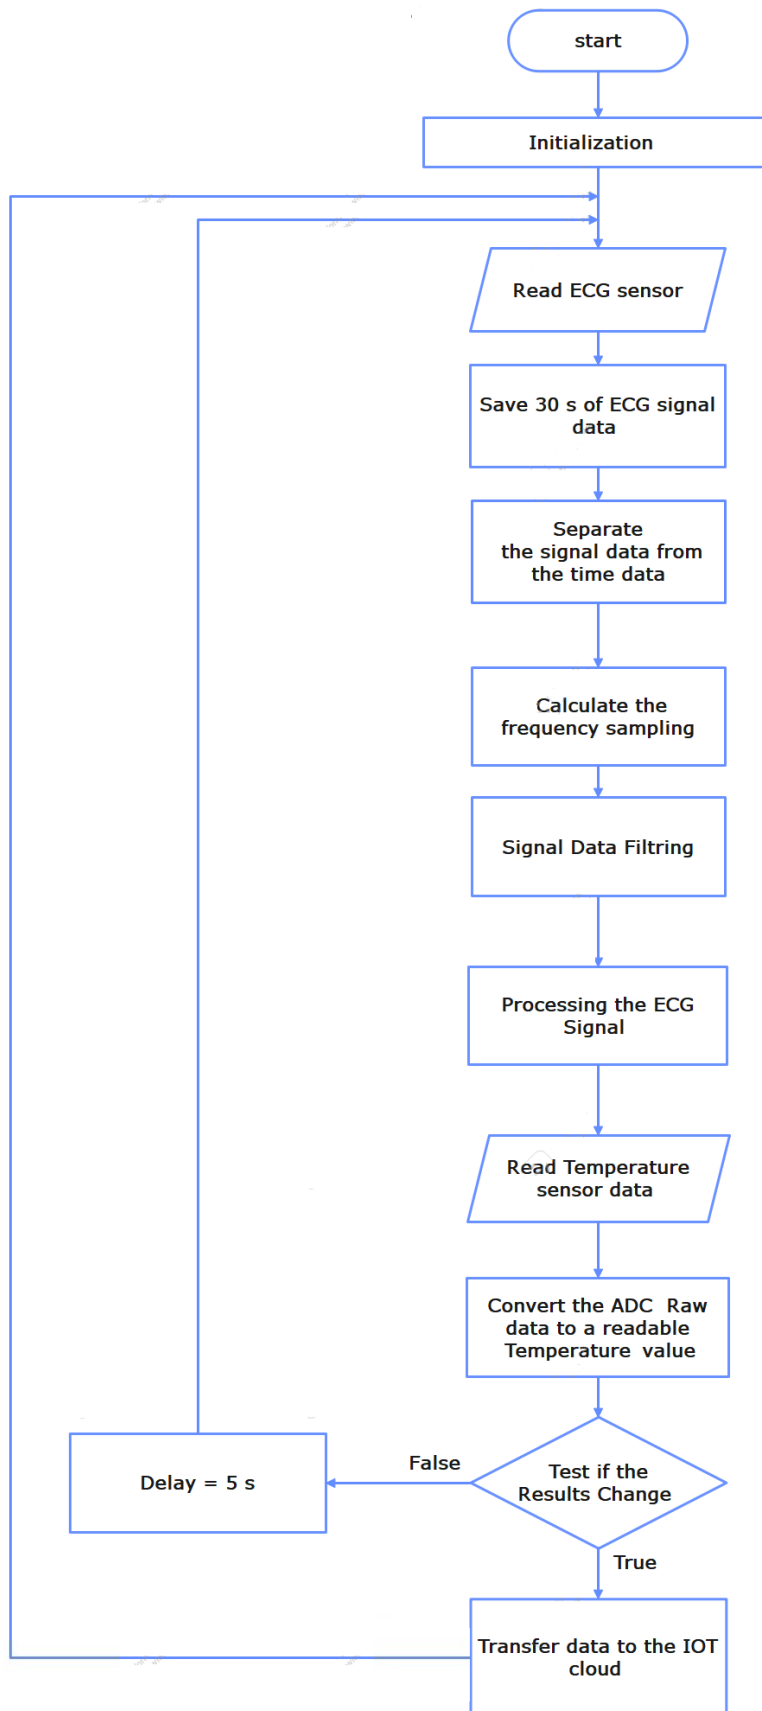 start
Initialization
Read ECG sensor
Save 30 s of ECG signal
data
Separate
the signal data from
the time data
Calculate the
frequency sampling
Signal Data Filtring
Processing the ECG
Signal
Read Temperature
sensor data
Convert the ADC Raw
data to a readable
Temperature value
Test if the
Results Change
False
Delay = 5 s
True
Transfer data to the IOT
cloud